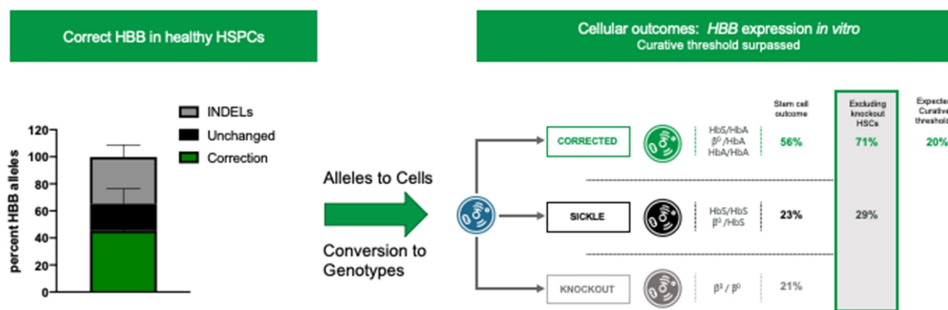 Correct HBB in healthy HSPCs
INDELs
Unchanged
Correction
percent HBB alleles
120
100
80
60
40
20
0
Alleles to Cells
Conversion to
Genotypes
Cellular outcomes: HBB expression in vitro
Curative threshold surpassed
Stem cell
outcome
Excluding
knockout
HSCs
Expected
Curative
threshold
CORRECTED
HbS/HbA
β⁰/HbA
HbA/HbA
56%
71%
20%
SICKLE
HbS/HbS
/HbS
23%
29%
KNOCKOUT
21%